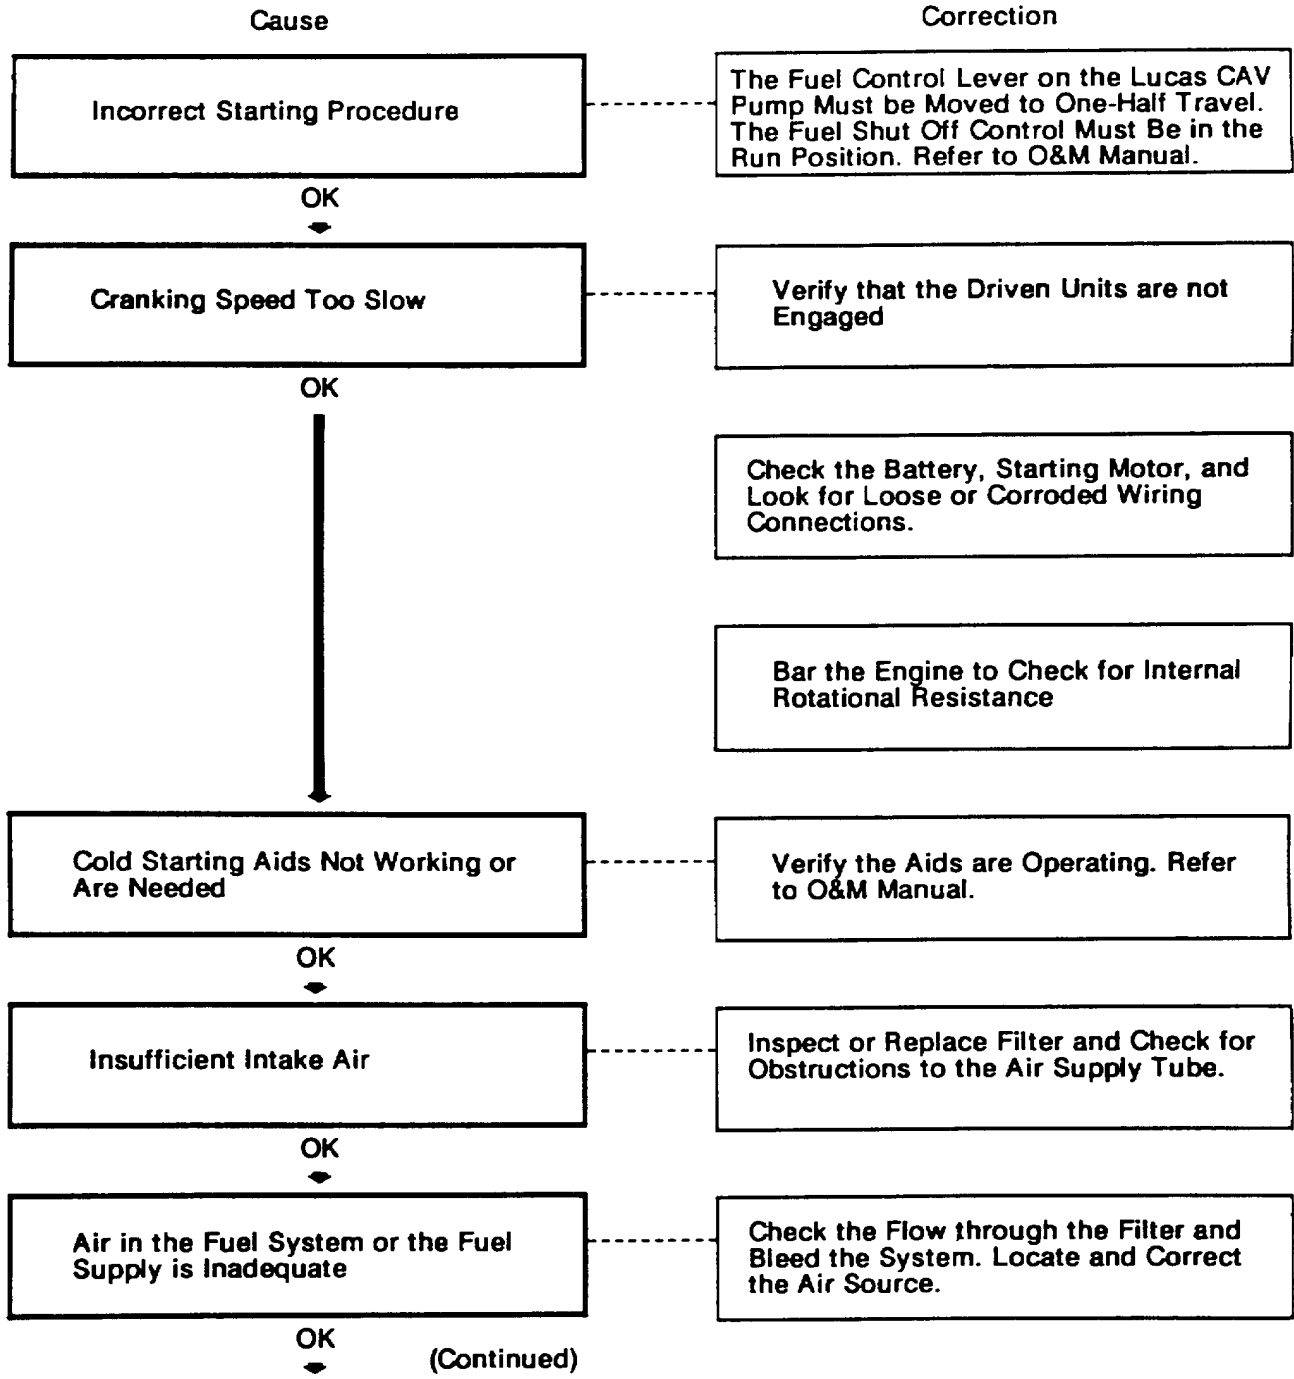 Cause
Correction
Incorrect Starting Procedure
The Fuel Control Lever on the Lucas CAV
Pump Must be Moved to One-Half Travel.
The Fuel Shut Off Control Must Be in the
Run Position. Refer to O&M Manual.
OK
Cranking Speed Too Slow
Verify that the Driven Units are not
Engaged
OK
Check the Battery, Starting Motor, and
Look for Loose or Corroded Wiring
Connections.
Bar the Engine to Check for Internal
Rotational Resistance
Cold Starting Aids Not Working or
Are Needed
Verify the Aids are Operating. Refer
to O&M Manual.
OK
Insufficient Intake Air
Inspect or Replace Filter and Check for
Obstructions to the Air Supply Tube.
OK
Air in the Fuel System or the Fuel
Supply is Inadequate
Check the Flow through the Filter and
Bleed the System. Locate and Correct
the Air Source.
OK
(Continued)